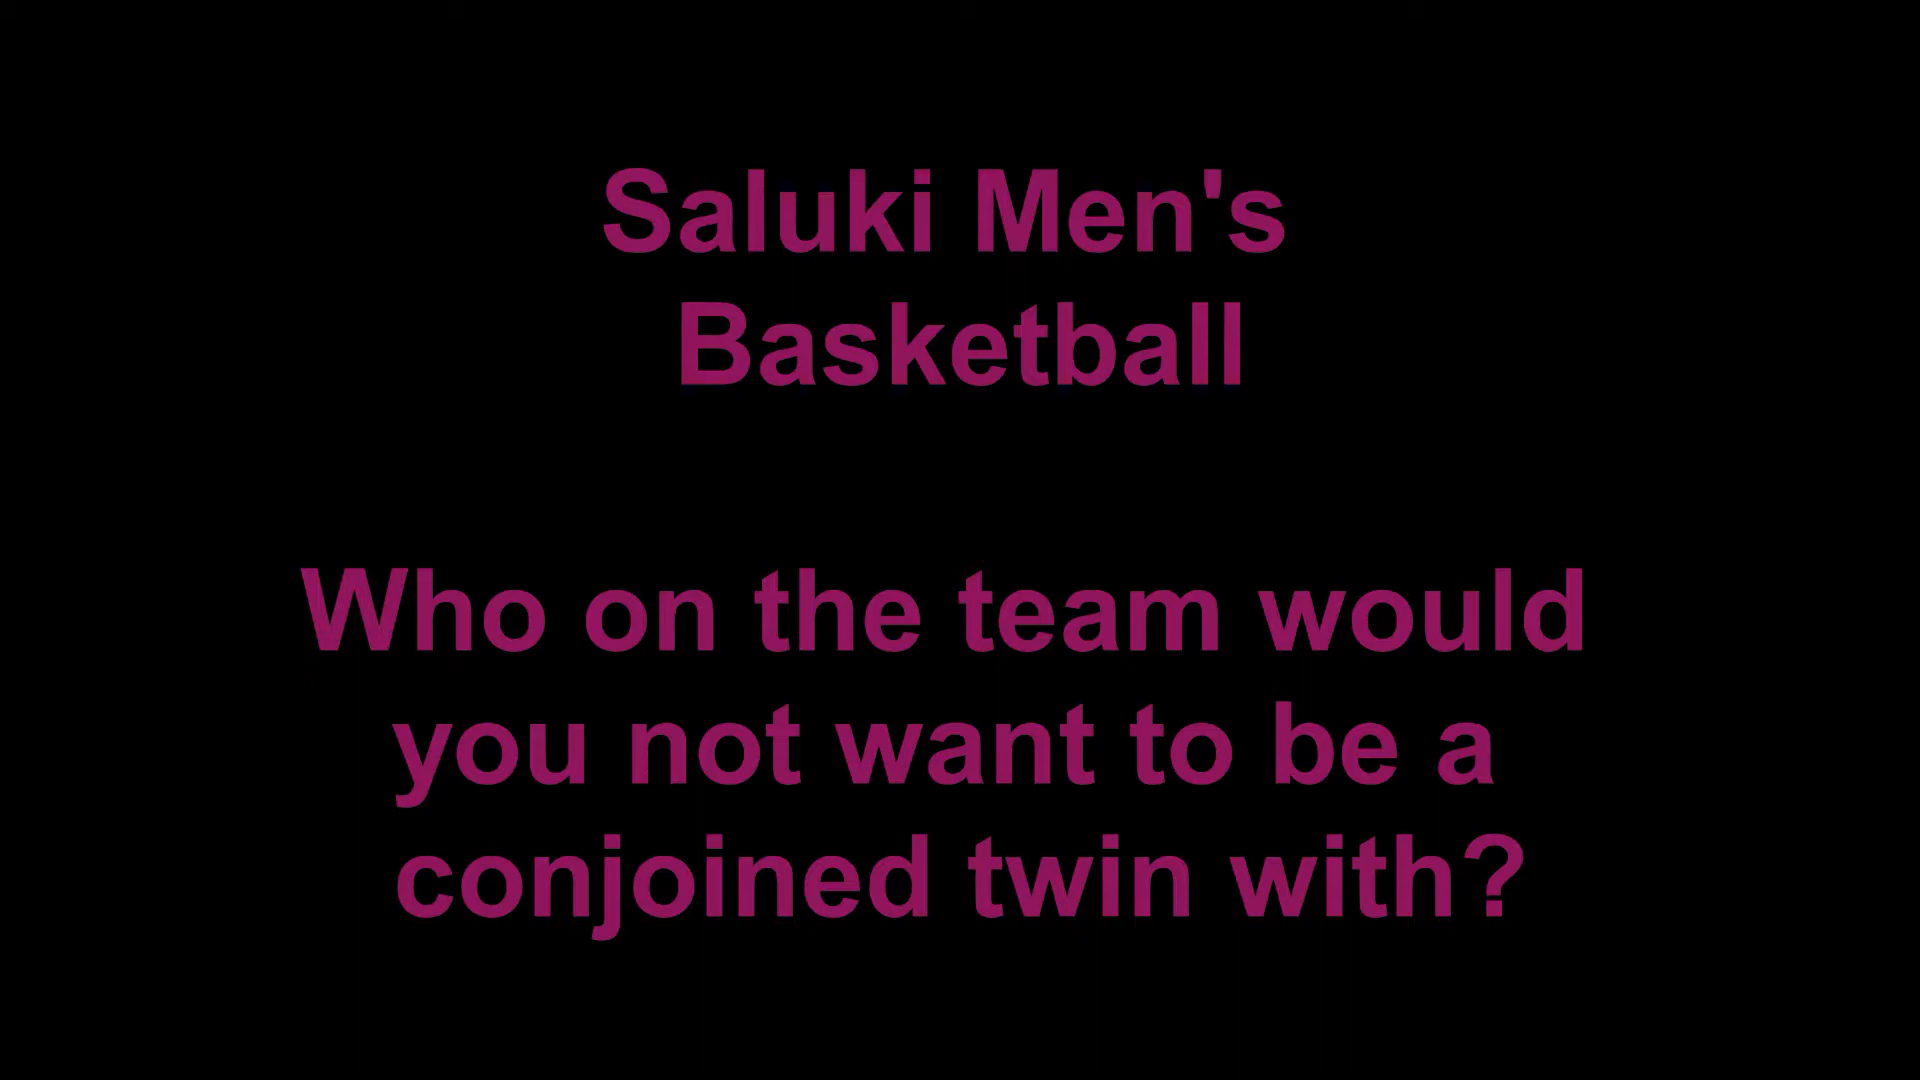 Saluki Men's
Basketball
Who on the team would
you not want to be a
conjoined twin with?